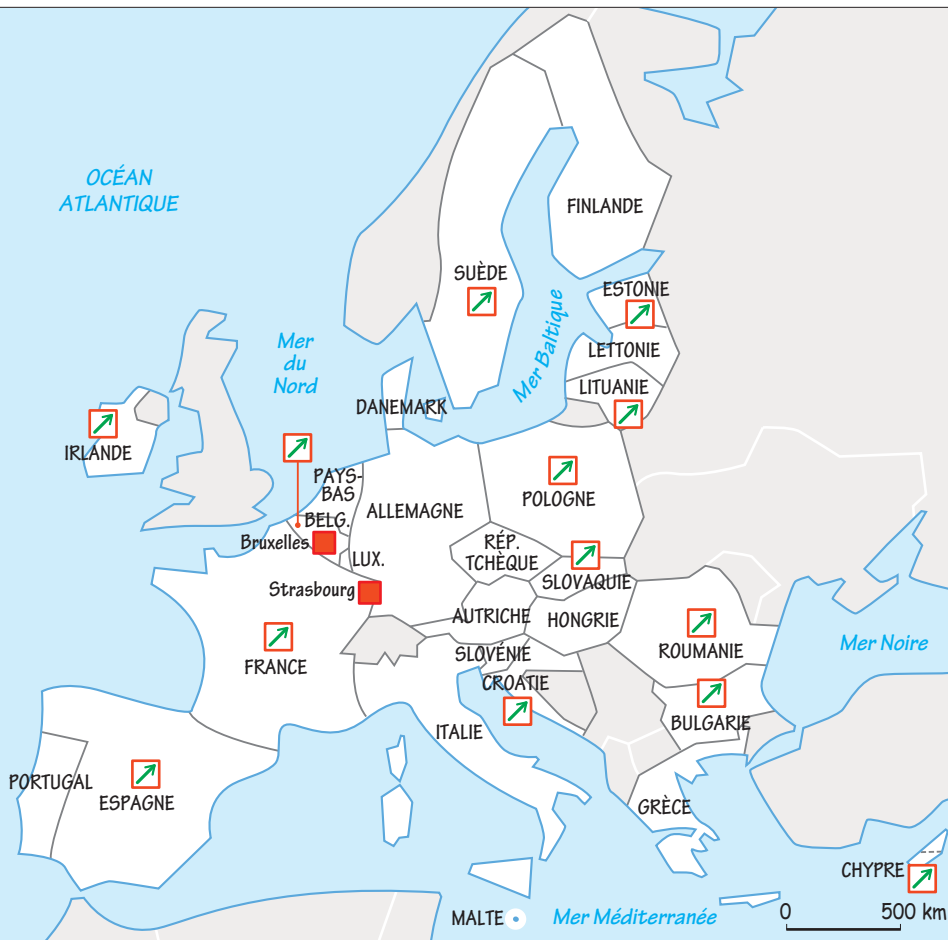 OCÉAN
ATLANTIQUE
FINLANDE
SUÈDE
ESTONIE
Mer Baltique
Mer
du
Nord
LETTONIE
LITUANIE
DANEMARK
IRLANDE
PAYS-
BAS
POLOGNE
ALLEMAGNE
BELG.
Bruxelles
RÉP.
TCHÈQUE
LUX.
SLOVAQUIE
Strasbourg
AUTRICHE
HONGRIE
Mer Noire
ROUMANIE
SLOVÉNIE
FRANCE
CROATIE
BULGARIE
ITALIE
PORTUGAL
ESPAGNE
GRÈCE
CHYPRE
MALTE
Mer Méditerranée
0
500 km